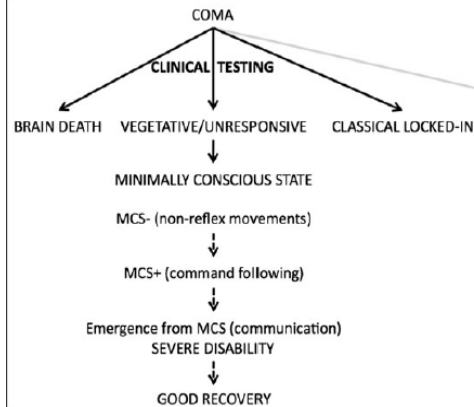 COMA
CLINICAL TESTING
BRAIN DEATH
VEGETATIVE/UNRESPONSIVE
CLASSICAL LOCKED-IN
MINIMALLY CONSCIOUS STATE
MCS- (non-reflex movements)
MCS+ (command following)
Emergence from MCS (communication)
SEVERE DISABILITY
GOOD RECOVERY